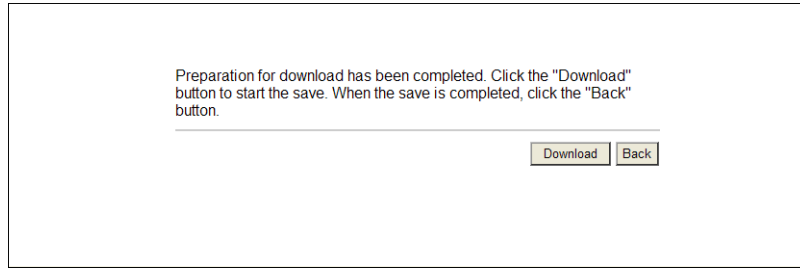 Preparation for download has been completed. Click the "Download"
button to start the save. When the save is completed, click the "Back"
button.
Download Back